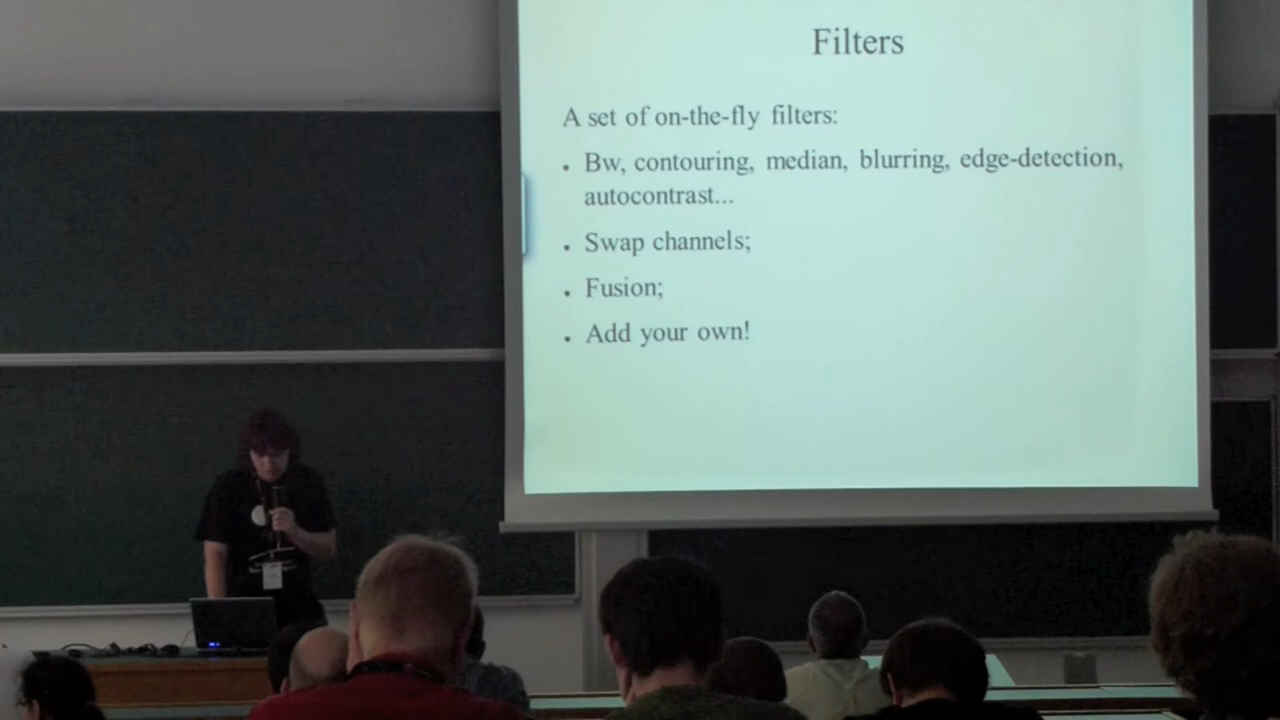 Filters
A set of on-the-fly filters:
• Bw, contouring, median, blurring, edge-detection,
autocontrast...
• Swap channels;
• Fusion;
• Add your own!